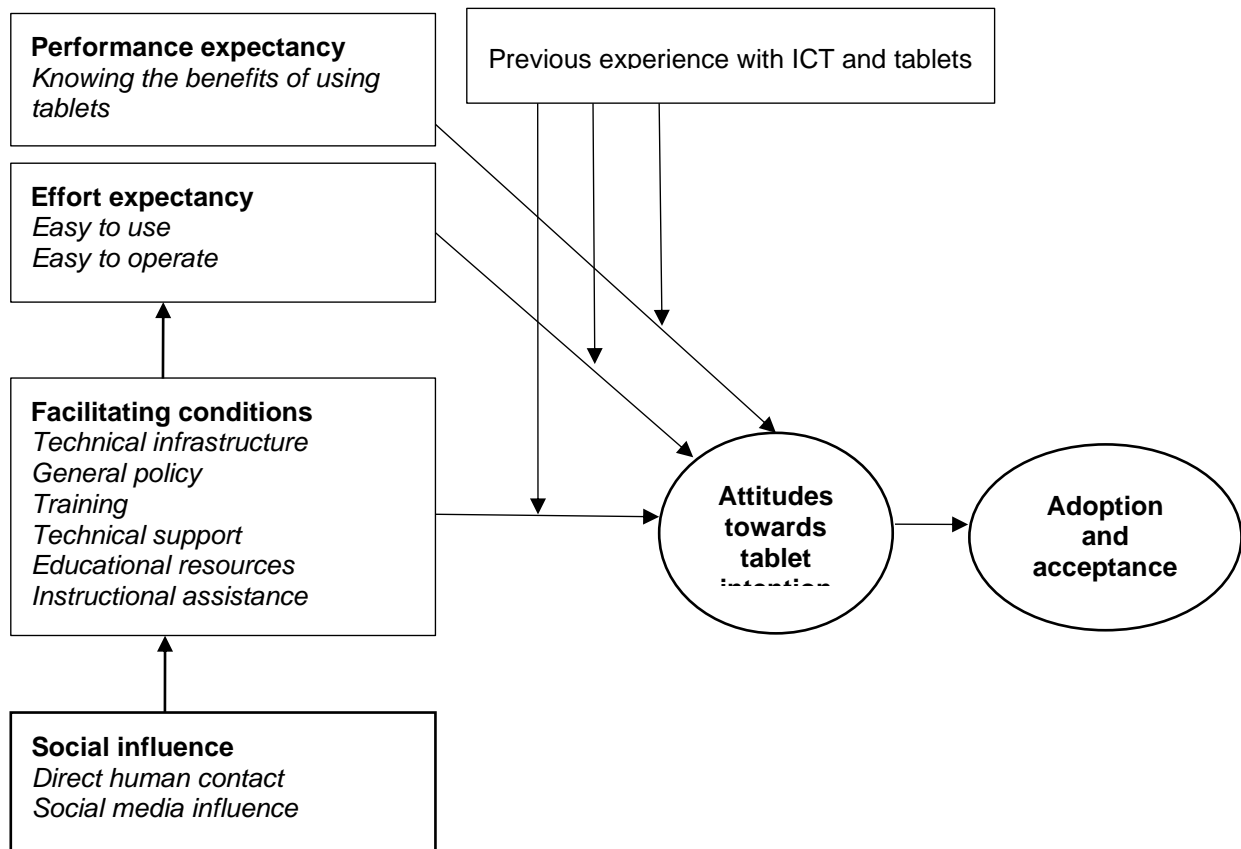 Performance expectancy
Knowing the benefits of using
tablets
Previous experience with ICT and tablets
Effort expectancy
Easy to use
Easy to operate
Facilitating conditions
Technical infrastructure
General policy
Training
Technical support
Educational resources
Instructional assistance
Attitudes
towards
tablet
intention
Adoption
and
acceptance
Social influence
Direct human contact
Social media influence